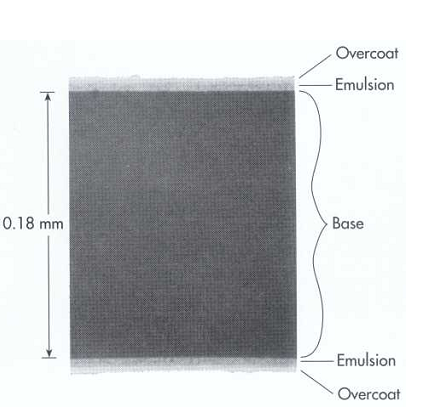 Overcoat
Emulsion
0.18 mm
Base
Emulsion
Overcoat